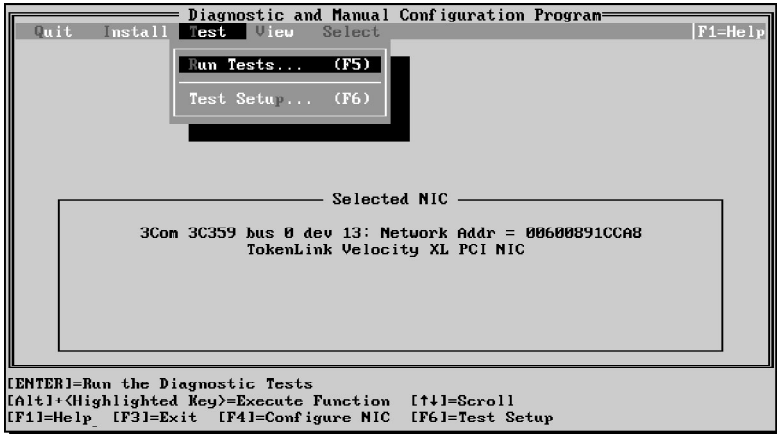 Diagnostic and Manual Configuration Program
Quit Install Test View Select F1=Help
Run Tests... (F5)
Test Setup... (F6)
Selected NIC
3Com 3C359 bus 0 dev 13: Network Addr = 00600891CCA8
TokenLink Velocity XL PCI NIC
[ENTER]=Run the Diagnostic Tests
[Alt]+<Highlighted Key>=Execute Function [↑↓]=Scroll
[F1]=Help_ [F3]=Exit [F4]=Configure NIC [F6]=Test Setup